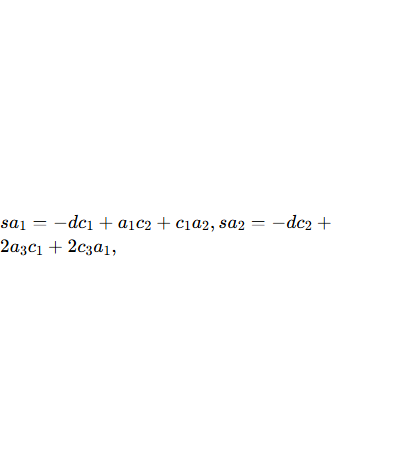 sa₁ = −dc₁ + a₁c₂ + c₁a₂, sa₂ = −dc₂ +
2a₃c₁ + 2c₃a₁,